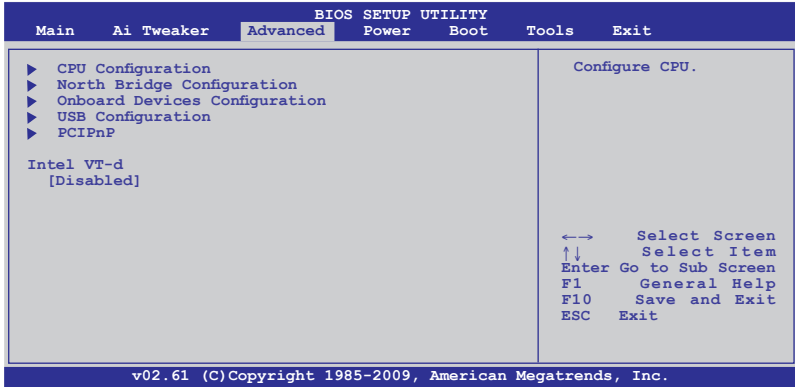 BIOS SETUP UTILITY
Main Ai Tweaker Advanced Power Boot Tools Exit
CPU Configuration
North Bridge Configuration
Onboard Devices Configuration
USB Configuration
PCIPnP
Intel VT-d
[Disabled]
Configure CPU.
←→ Select Screen
↑↓ Select Item
Enter Go to Sub Screen
F1 General Help
F10 Save and Exit
ESC Exit
v02.61 (C)Copyright 1985-2009, American Megatrends, Inc.